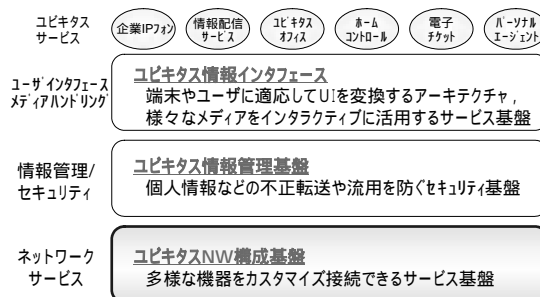 ユビキタス
サービス
企業IPフォン
情報配信
サービス
ユビキタス
オフィス
ホーム
コントロール
電子
チケット
パーソナル
エージェント
ユーザインタフェース
メディアハンドリング
ユビキタス情報インタフェース
端末やユーザに適応してUIを変換するアーキテクチャ，
様々なメディアをインタラクティブに活用するサービス基盤
情報管理/
セキュリティ
ユビキタス情報管理基盤
個人情報などの不正転送や流用を防ぐセキュリティ基盤
ネットワーク
サービス
ユビキタスNW構成基盤
多様な機器をカスタマイズ接続できるサービス基盤